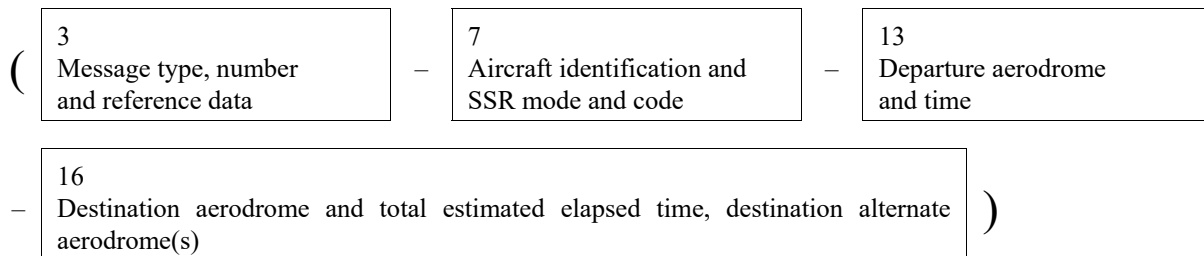 ( 3 – 7 – 13
Message type, number Aircraft identification and Departure aerodrome
and reference data SSR mode and code and time
– 16
Destination aerodrome and total estimated elapsed time, destination alternate )
aerodrome(s)